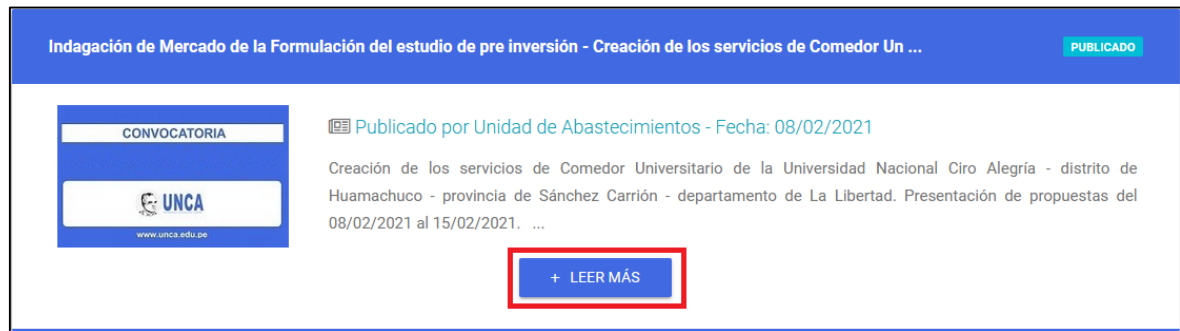 Indagación de Mercado de la Formulación del estudio de pre inversión - Creación de los servicios de Comedor Un ...
PUBLICADO
CONVOCATORIA
UNCA
www.unca.edu.pe
Publicado por Unidad de Abastecimientos - Fecha: 08/02/2021
Creación de los servicios de Comedor Universitario de la Universidad Nacional Ciro Alegría - distrito de
Huamachuco - provincia de Sánchez Carrión - departamento de La Libertad. Presentación de propuestas del
08/02/2021 al 15/02/2021. ...
+ LEER MÁS